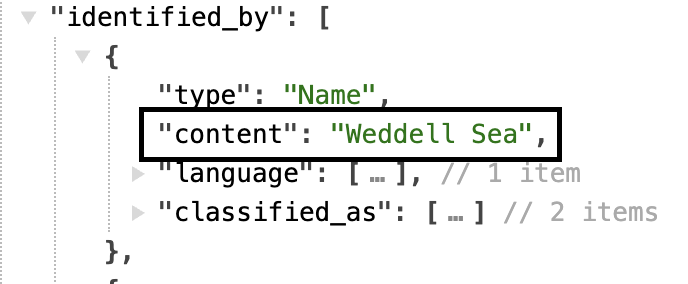 "identified_by": [
{
"type": "Name",
"content": "Weddell Sea",
"language": [ … ], // 1 item
"classified_as": [ … ] // 2 items
},
{